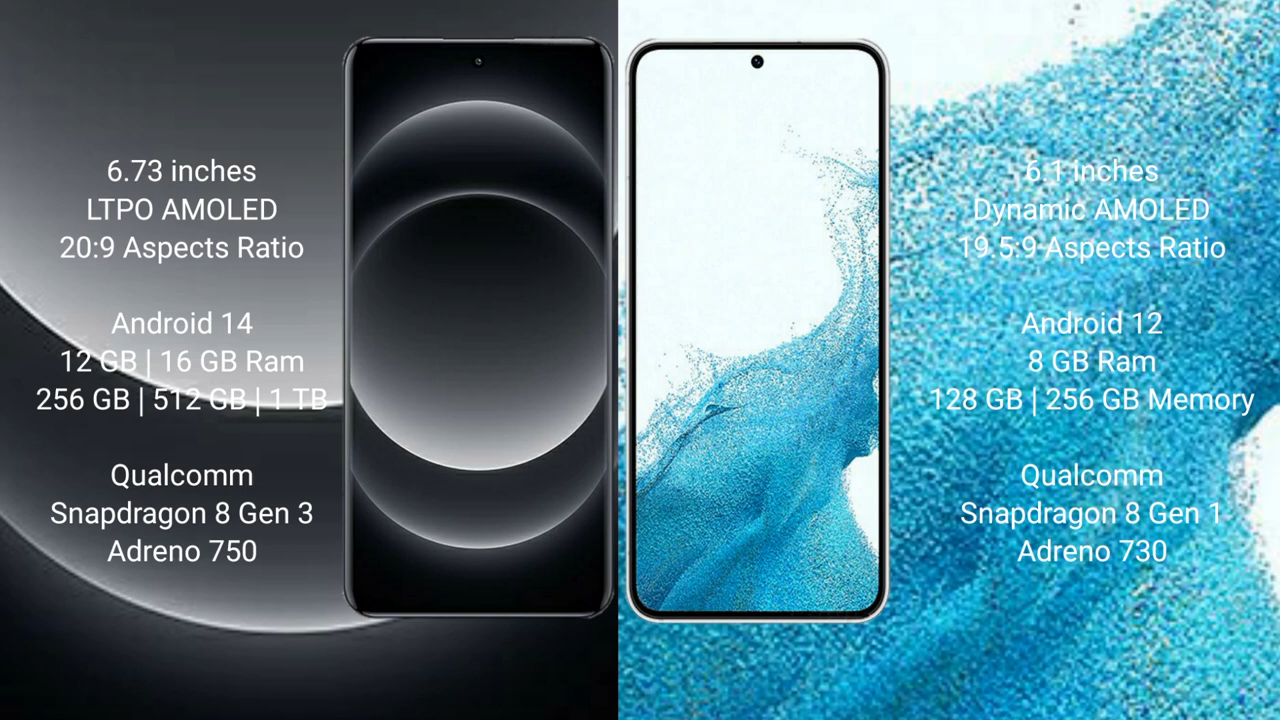 6.73 inches
LTPO AMOLED
20:9 Aspects Ratio
Android 14
12 GB | 16 GB Ram
256 GB | 512 GB | 1 TB
Qualcomm
Snapdragon 8 Gen 3
Adreno 750
6.1 Inches
Dynamic AMOLED
19.5:9 Aspects Ratio
Android 12
8 GB Ram
128 GB | 256 GB Memory
Qualcomm
Snapdragon 8 Gen 1
Adreno 730